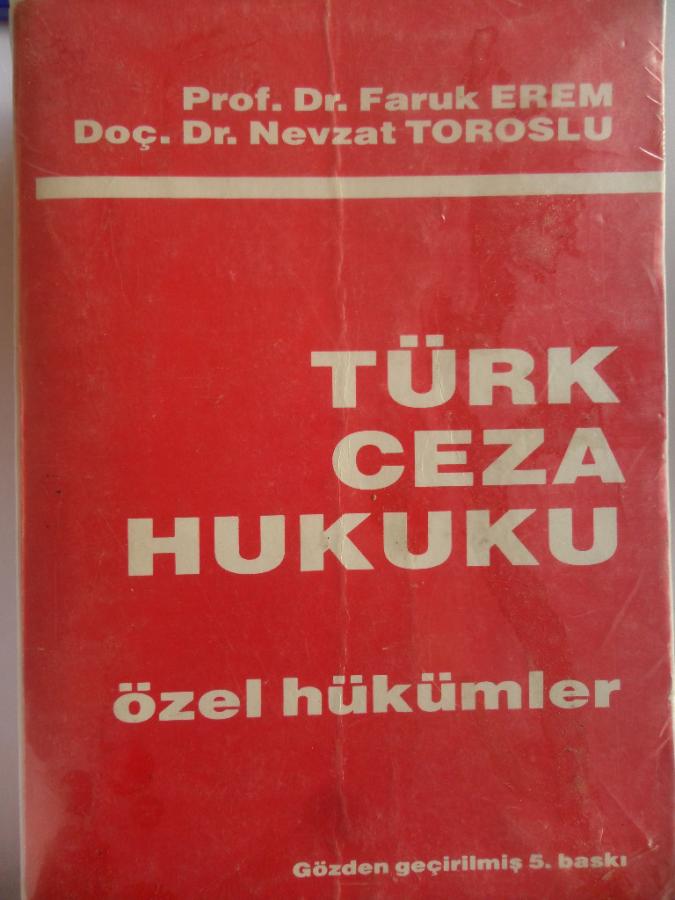 Prof. Dr. Faruk EREM
Doç. Dr. Nevzat TOROSLU
TÜRK
CEZA
HUKUKU
özel hükümler
Gözden geçirilmiş 5. baskı